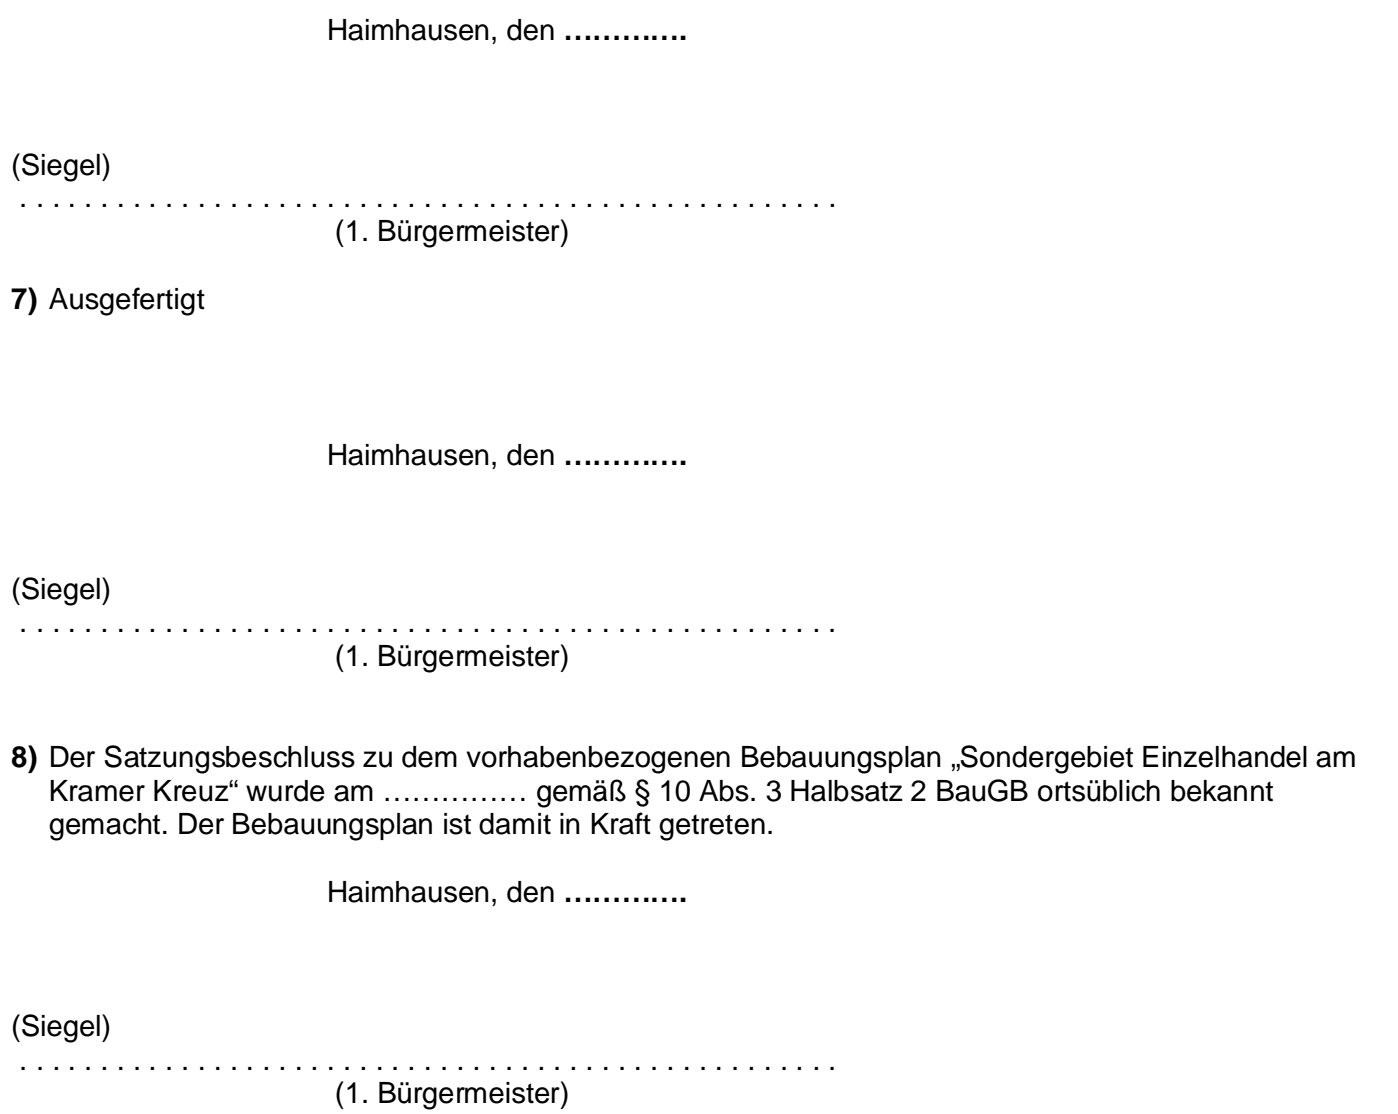 Haimhausen, den ………….
(Siegel)
. . . . . . . . . . . . . . . . . . . . . . . . . . . . . . . . . . . . . . . . . . . . . . . . . . .
(1. Bürgermeister)
7) Ausgefertigt
Haimhausen, den ………….
(Siegel)
. . . . . . . . . . . . . . . . . . . . . . . . . . . . . . . . . . . . . . . . . . . . . . . . . . .
(1. Bürgermeister)
8) Der Satzungsbeschluss zu dem vorhabenbezogenen Bebauungsplan „Sondergebiet Einzelhandel am
Kramer Kreuz“ wurde am …………… gemäß § 10 Abs. 3 Halbsatz 2 BauGB ortsüblich bekannt
gemacht. Der Bebauungsplan ist damit in Kraft getreten.
Haimhausen, den ………….
(Siegel)
. . . . . . . . . . . . . . . . . . . . . . . . . . . . . . . . . . . . . . . . . . . . . . . . . . .
(1. Bürgermeister)